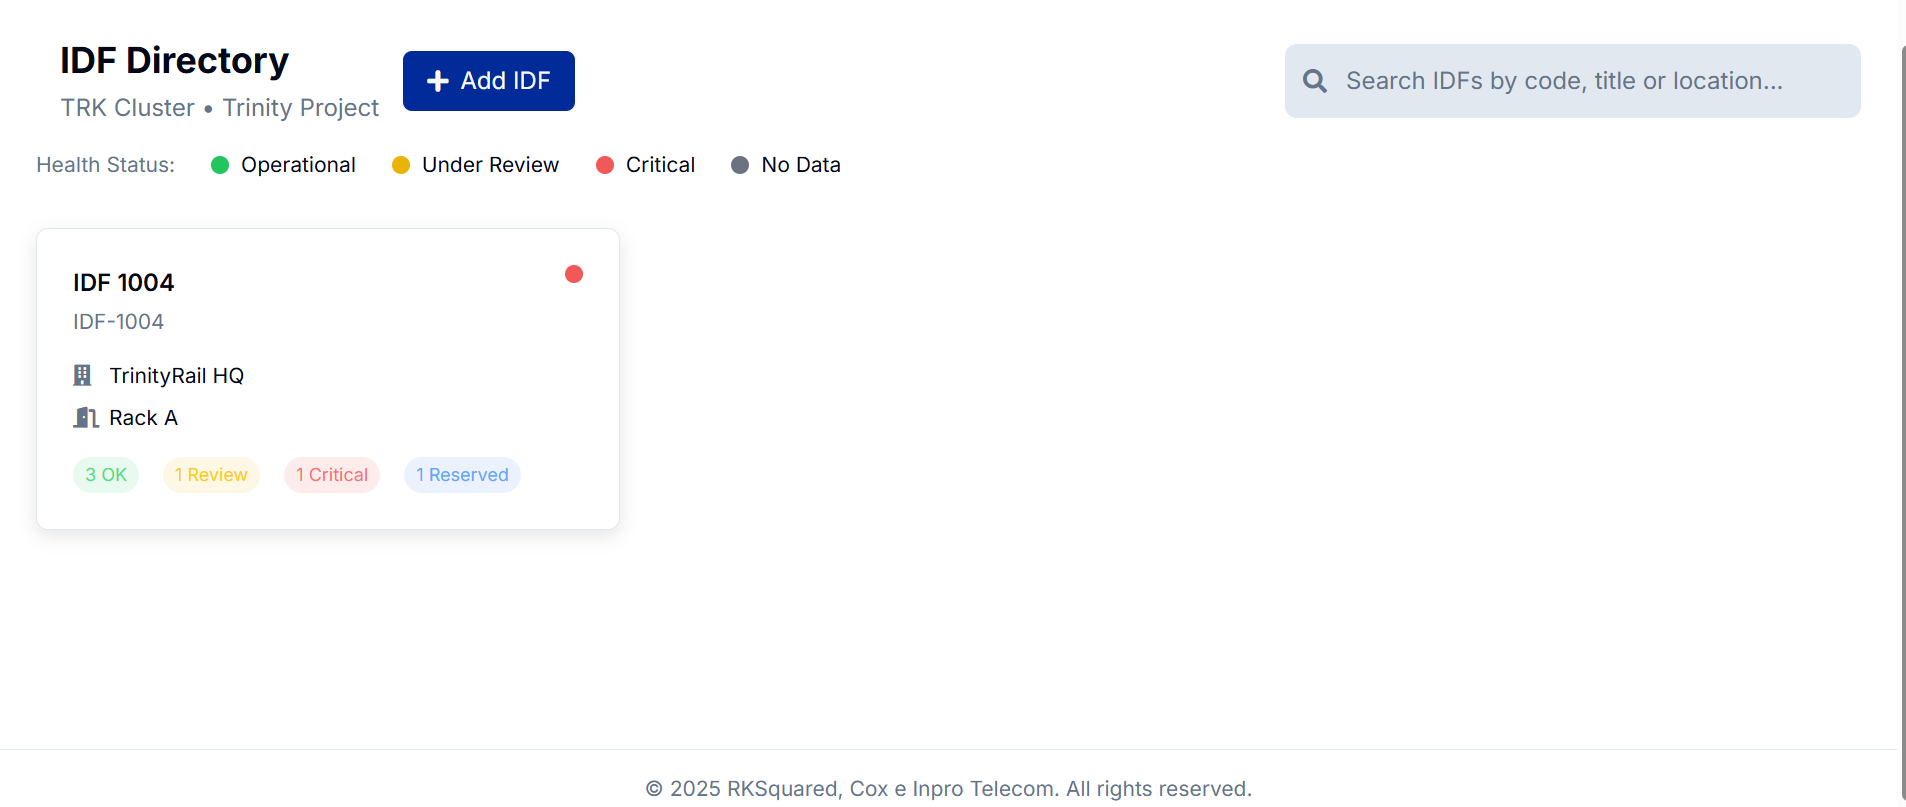 IDF Directory
TRK Cluster • Trinity Project
Add IDF
Search IDFs by code, title or location...
Health Status: Operational Under Review Critical No Data
IDF 1004
IDF-1004
TrinityRail HQ
Rack A
3 OK 1 Review 1 Critical 1 Reserved
© 2025 RKSquared, Cox e Inpro Telecom. All rights reserved.